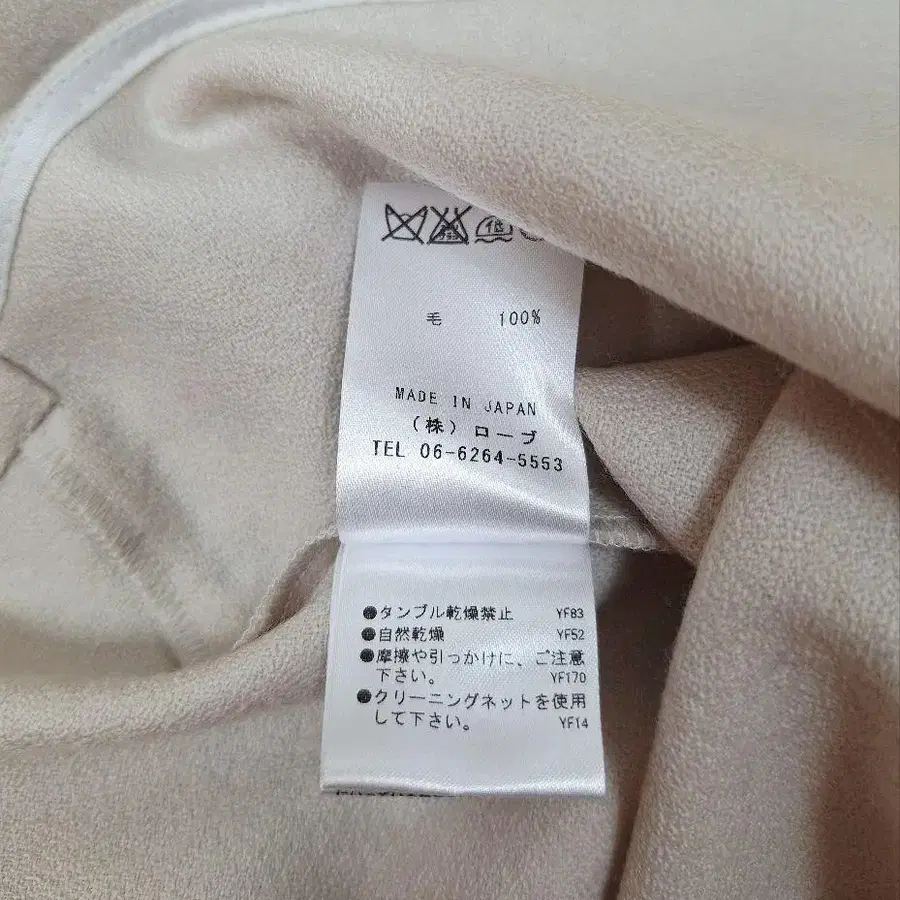 低
毛 100%
MADE IN JAPAN
(株)ローブ
TEL 06-6264-5553
●タンブル乾燥禁止 YF83
●自然乾燥 YF52
●摩擦や引っかけに、ご注意
下さい。 YF170
●クリーニングネットを使用
して下さい。 YF14